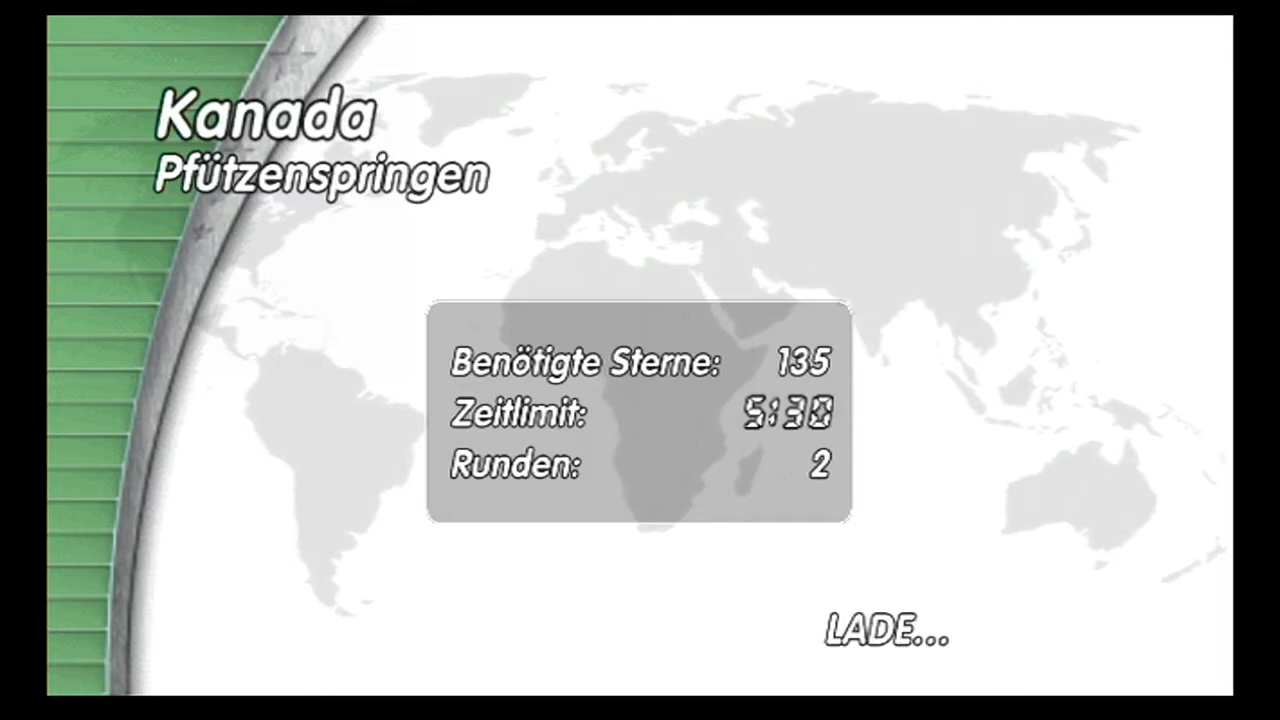 Kanada
Pfützenspringen
Benötigte Sterne: 135
Zeitlimit: 5:30
Runden: 2
LADE...